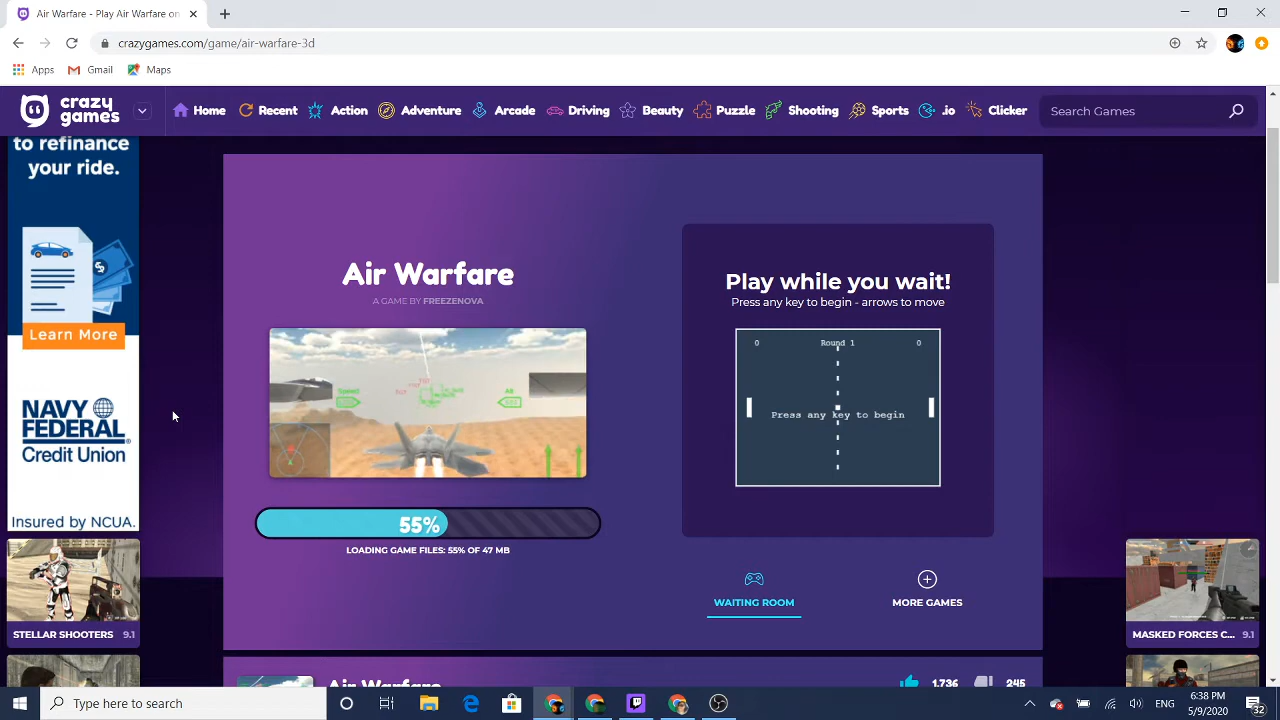 Air Warfare - Play Air Warfare on
crazygames.com/game/air-warfare-3d
Apps
Gmail
Maps
crazy games
Home
Recent
Action
Adventure
Arcade
Driving
Beauty
Puzzle
Shooting
Sports
.io
Clicker
Search Games
to refinance
your ride.
Learn More
NAVY
FEDERAL
Credit Union
Insured by NCUA.
STELLAR SHOOTERS 9.1
Air Warfare
A GAME BY FREEZENOVA
Speed
Alt
55%
LOADING GAME FILES: 55% OF 47 MB
Play while you wait!
Press any key to begin - arrows to move
0 Round 1 0
Press any key to begin
WAITING ROOM
MORE GAMES
MASKED FORCES C... 9.1
Air Warfare
1,736
245
Type here to search
ENG
6:38 PM
5/9/2020
32